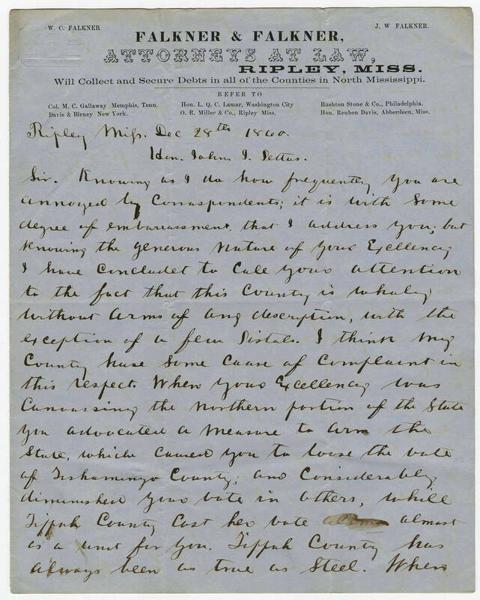 W. C. FALKNER
J. W. FALKNER.
FALKNER & FALKNER,
ATTORNEYS AT LAW,
RIPLEY, MISS.
Will Collect and Secure Debts in all of the Counties in North Mississippi.
REFER TO
Col. M. C. Gallaway Memphis, Tenn.
Davis & Birney New York.
Hon. L. Q. C. Lamar, Washington City
O. R. Miller & Co., Ripley Miss,
Rushton Stone & Co., Philadelphia.
Hon. Reuben Davis, Abberdeen, Miss.
Ripley Miss, Dec 28th 1860.
Hon. John J. Pettus.
Sir. Knowing as I do how frequently you are
annoyed by Corraspondents; it is with some
degree of embarrassment that I address you, but
Knowing the generous nature of your Excellency
I have concludet to call your attention
to the fact that this County is wholey
without arms of any description, with the
exception of a few Pistols. I think my
County have some cause of complaint in
this respect. When your Excellency was
canvassing the Northern portion of the State
you advocated a measure to arm the
State, which caused you to loose the vote
of Tishamingo County, and considerably
diminished your vote in others, while
Tippah County cast her vote almost
as a unit for you. Tippah County has
always been as true as Steel. When